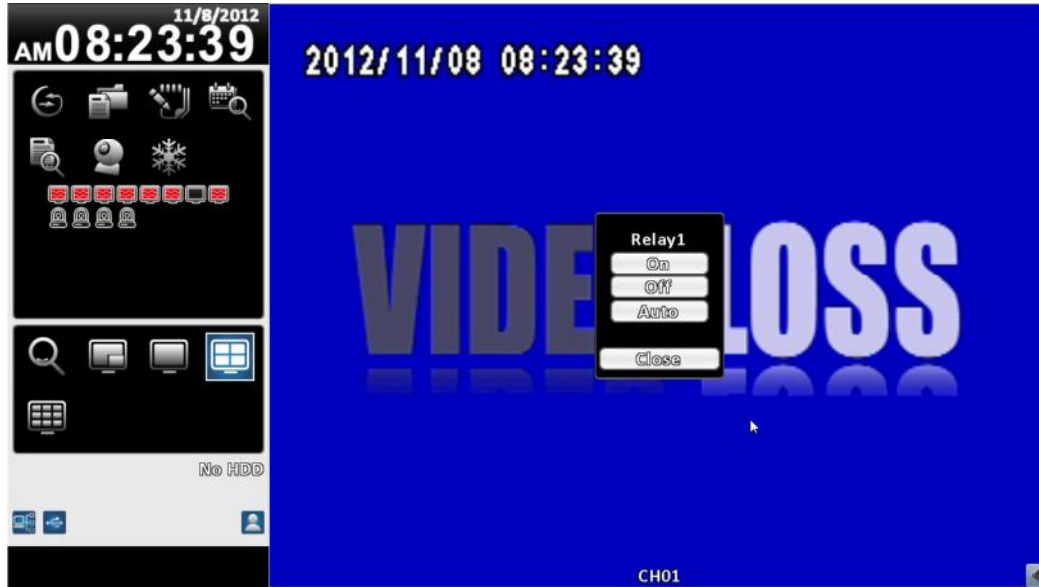 11/8/2012
AM08:23:39
2012/11/08 08:23:39
VIDEO LOSS
Relay1
On
Off
Auto
Close
No HDD
CH01